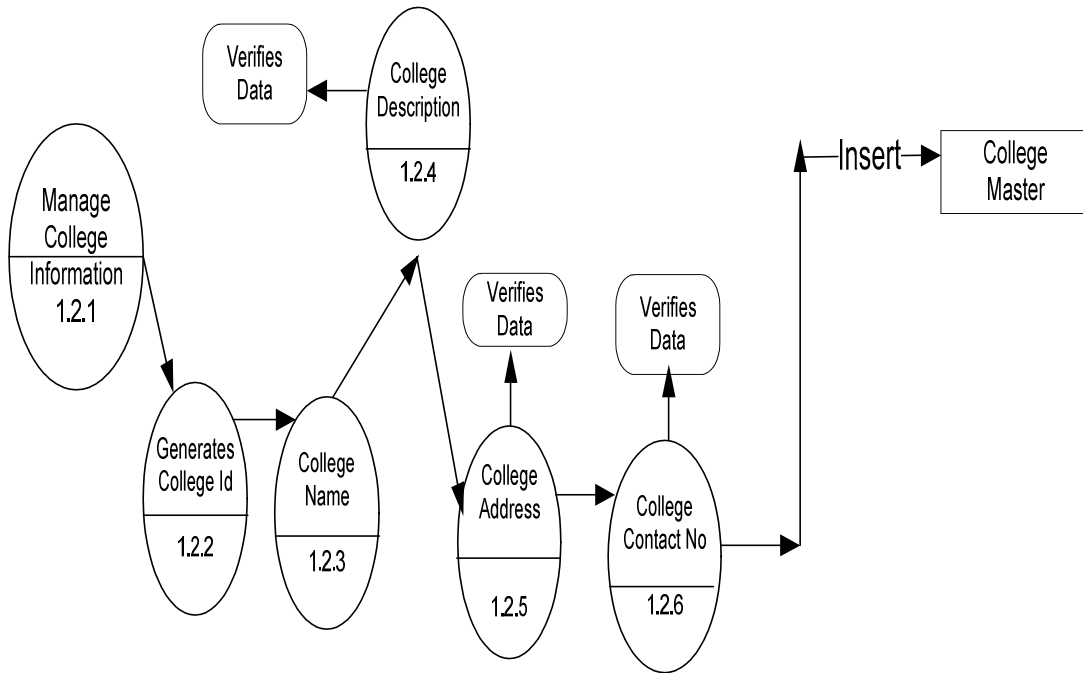 Verifies
Data
College
Description
1.2.4
Insert
College
Master
Manage
College
Information
1.2.1
Verifies
Data
Verifies
Data
Generates
College Id
1.2.2
College
Name
1.2.3
College
Address
1.2.5
College
Contact No
1.2.6